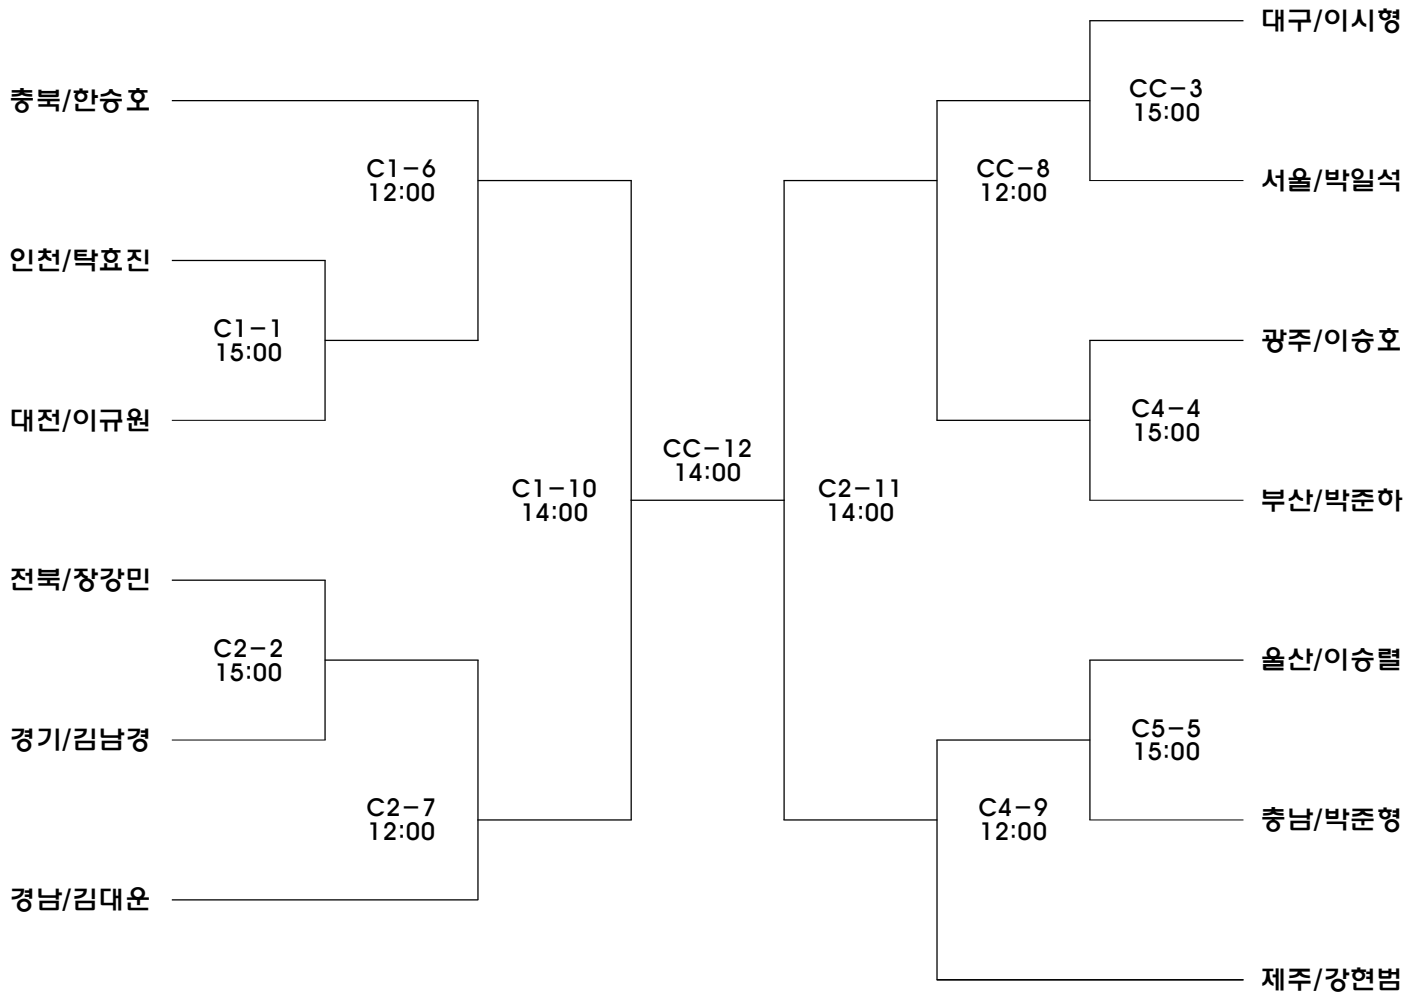 대구/이시형
충북/한승호
CC-3
15:00
C1-6
12:00
CC-8
12:00
서울/박일석
인천/탁효진
C1-1
15:00
광주/이승호
대전/이규원
C4-4
15:00
CC-12
14:00
C1-10
14:00
C2-11
14:00
부산/박준하
전북/장강민
C2-2
15:00
울산/이승렬
경기/김남경
C5-5
15:00
C2-7
12:00
C4-9
12:00
충남/박준형
경남/김대운
제주/강현범